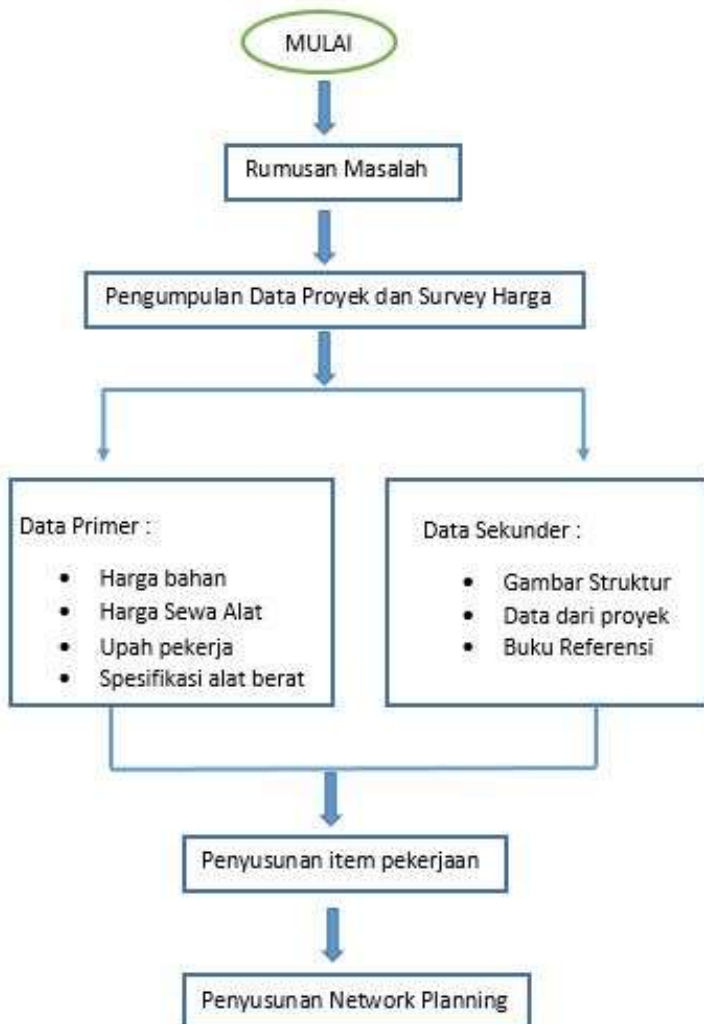 MULAI
Rumusan Masalah
Pengumpulan Data Proyek dan Survey Harga
Data Primer :
• Harga bahan
• Harga Sewa Alat
• Upah pekerja
• Spesifikasi alat berat
Data Sekunder :
• Gambar Struktur
• Data dari proyek
• Buku Referensi
Penyusunan item pekerjaan
Penyusunan Network Planning